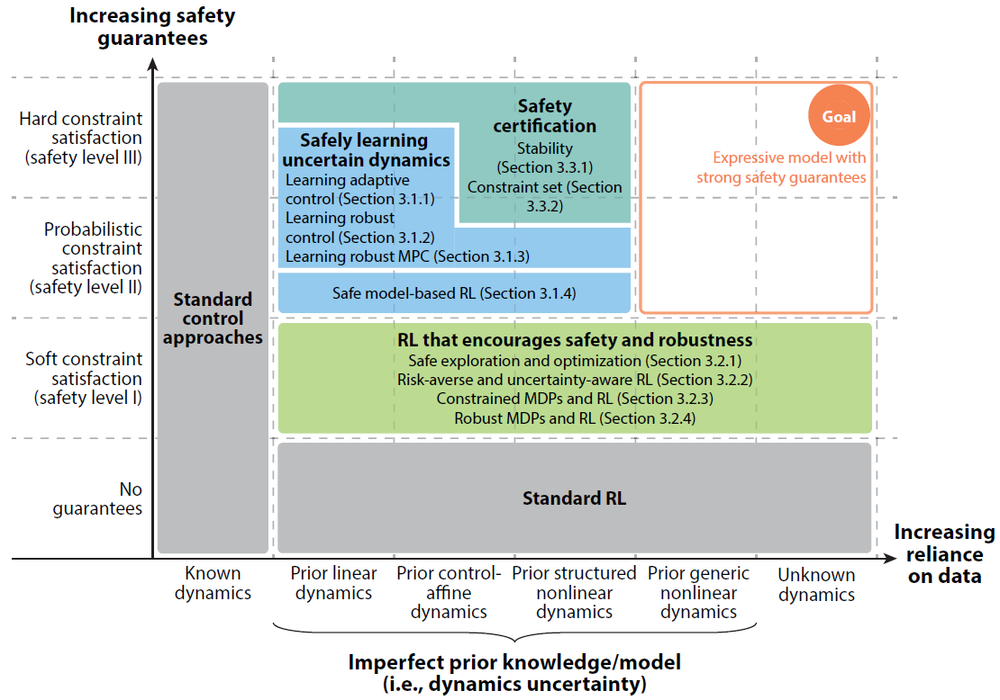 Increasing safety
guarantees
Hard constraint
satisfaction
(safety level III)
Probabilistic
constraint
satisfaction
(safety level II)
Soft constraint
satisfaction
(safety level I)
No
guarantees
Standard
control
approaches
Safely learning
uncertain dynamics
Learning adaptive
control (Section 3.1.1)
Learning robust
control (Section 3.1.2)
Learning robust MPC (Section 3.1.3)
Safety
certification
Stability
(Section 3.3.1)
Constraint set (Section
3.3.2)
Safe model-based RL (Section 3.1.4)
Goal
Expressive model with
strong safety guarantees
RL that encourages safety and robustness
Safe exploration and optimization (Section 3.2.1)
Risk-averse and uncertainty-aware RL (Section 3.2.2)
Constrained MDPs and RL (Section 3.2.3)
Robust MDPs and RL (Section 3.2.4)
Standard RL
Increasing
reliance
on data
Known
dynamics
Prior linear
dynamics
Prior control-
affine
dynamics
Prior structured
nonlinear
dynamics
Prior generic
nonlinear
dynamics
Unknown
dynamics
Imperfect prior knowledge/model
(i.e., dynamics uncertainty)